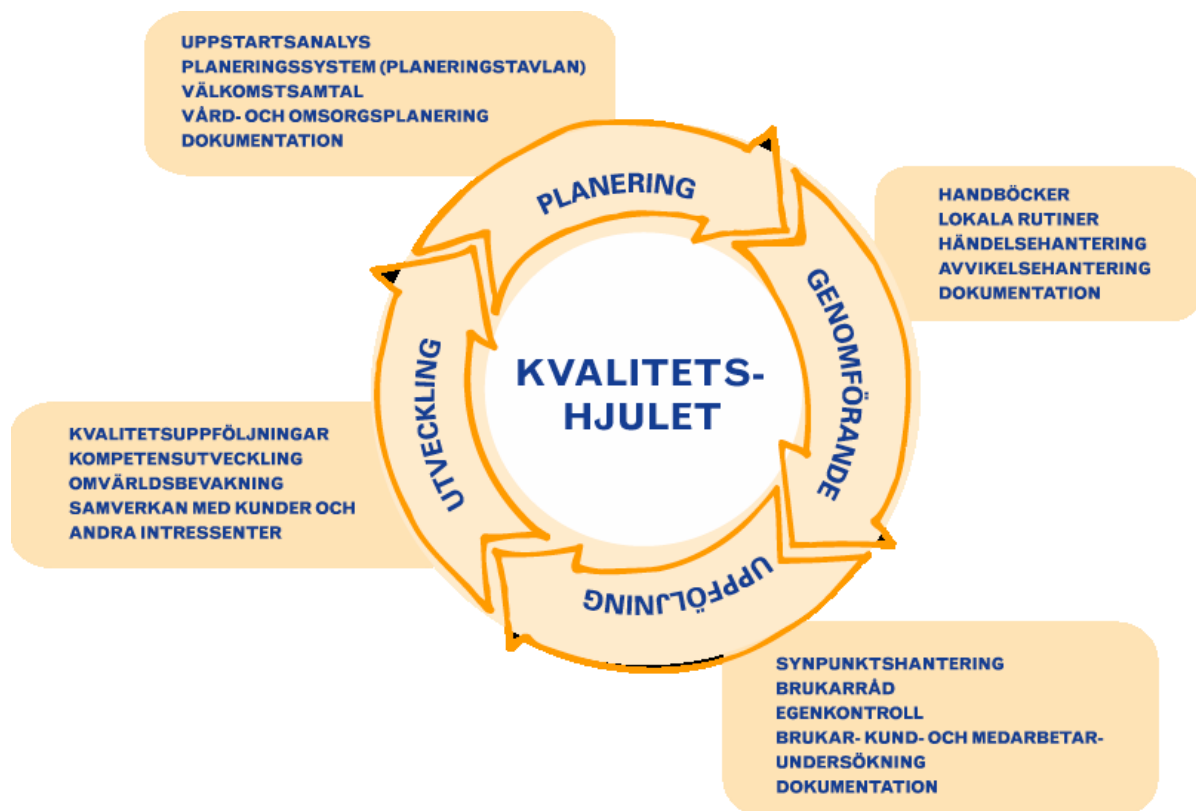 UPPSTARTSANALYS
PLANERINGSSYSTEM (PLANERINGSTAVLAN)
VÄLKOMSTSAMTAL
VÅRD- OCH OMSORGSPLANERING
DOKUMENTATION
PLANERING
HANDBÖCKER
LOKALA RUTINER
HÄNDELSEHANTERING
AVVIKELSEHANTERING
DOKUMENTATION
GENOMFÖRANDE
KVALITETS-
HJULET
UTVECKLING
KVALITETSUPPFÖLJNINGAR
KOMPETENSUTVECKLING
OMVÄRLDSBEVAKNING
SAMVERKAN MED KUNDER OCH
ANDRA INTRESSENTER
UPPFÖLJNING
SYNPUNKTSHANTERING
BRUKARRÅD
EGENKONTROLL
BRUKAR- KUND- OCH MEDARBETAR-
UNDERSÖKNING
DOKUMENTATION